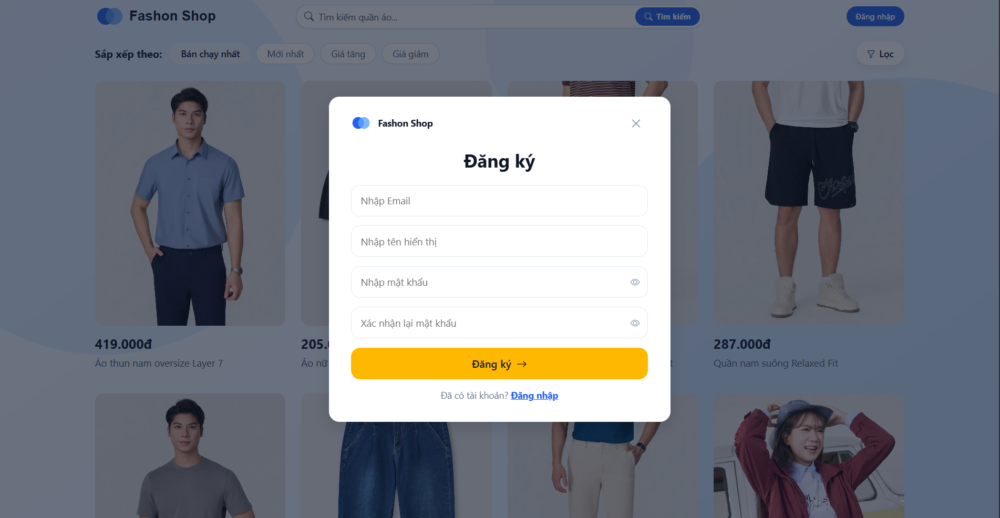 Fashon Shop
Tìm kiếm quần áo...
Tìm kiếm
Đăng nhập
Sắp xếp theo:
Bán chạy nhất
Mới nhất
Giá tăng
Giá giảm
Lọc
Fashon Shop
Đăng ký
Nhập Email
Nhập tên hiển thị
Nhập mật khẩu
Xác nhận lại mật khẩu
Đăng ký →
Đã có tài khoản? Đăng nhập
419.000đ
Áo thun nam oversize Layer 7
205.
Áo nữ
287.000đ
Quần nam suông Relaxed Fit